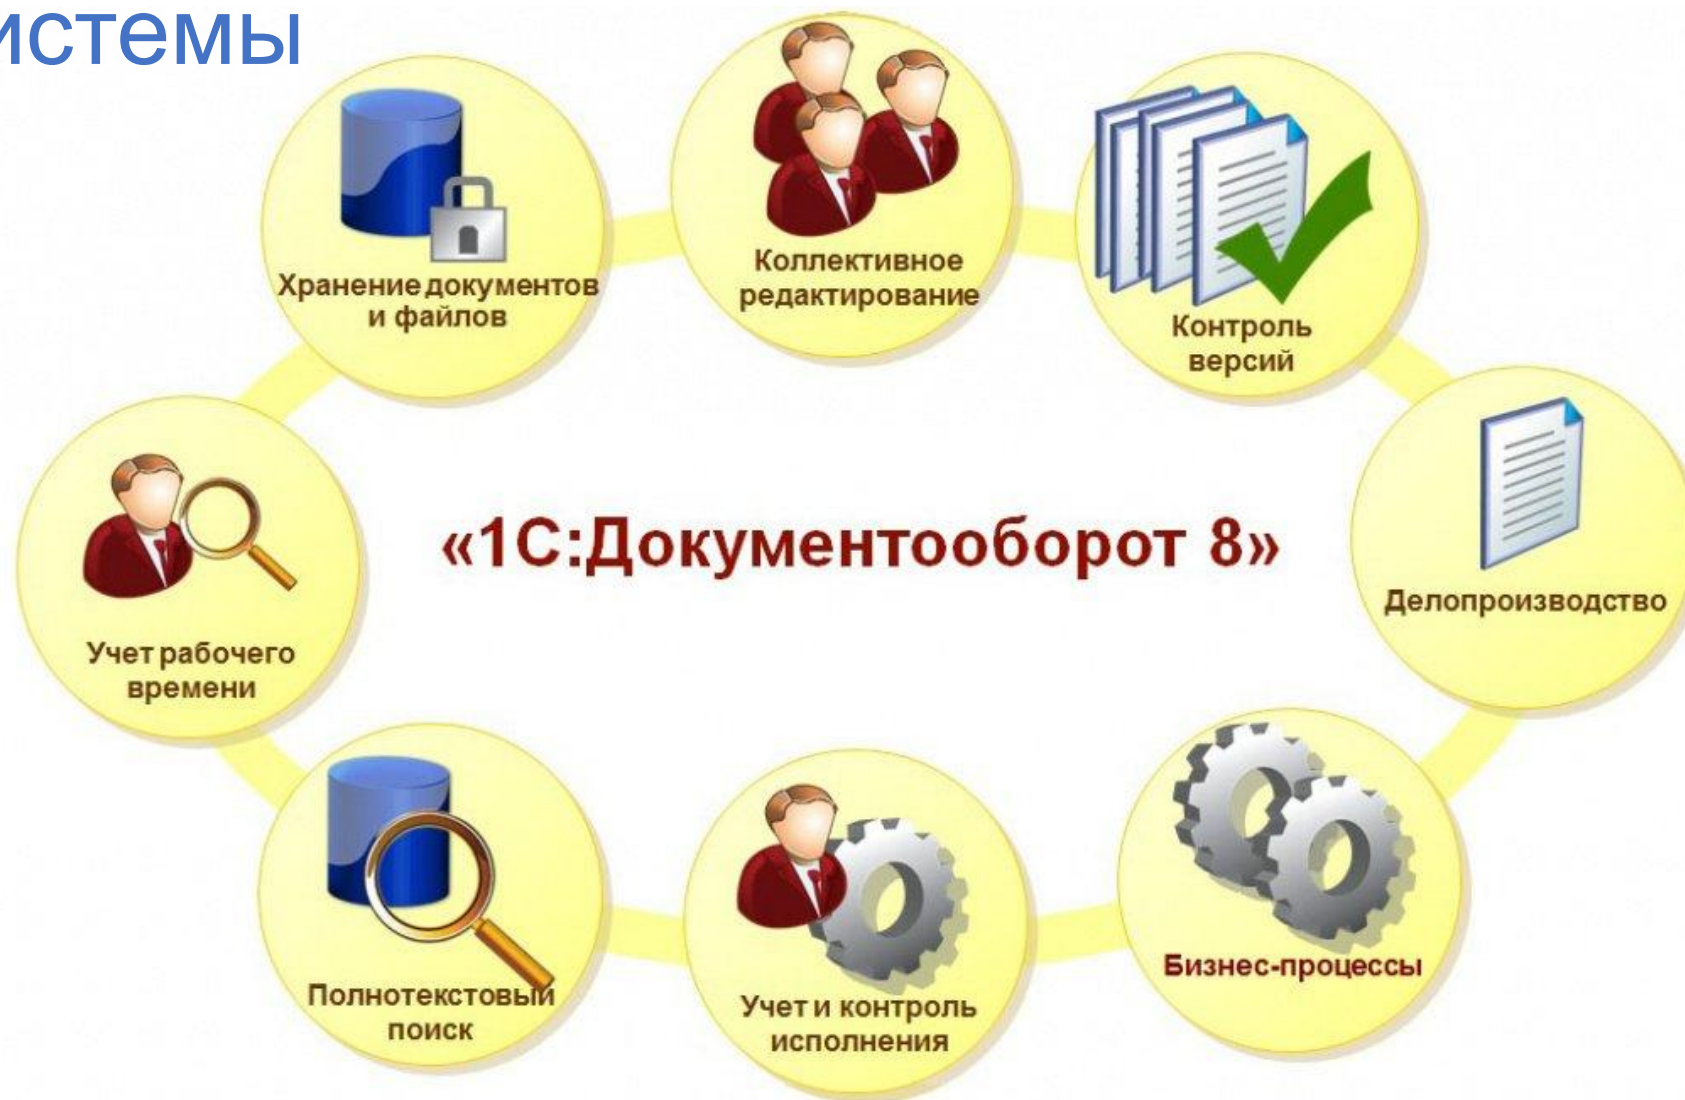 истемы
Хранение документов
и файлов
Коллективное
редактирование
Контроль
версий
Делопроизводство
«1С:Документооборот 8»
Учет рабочего
времени
Полнотекстовый
поиск
Учет и контроль
исполнения
Бизнес-процессы